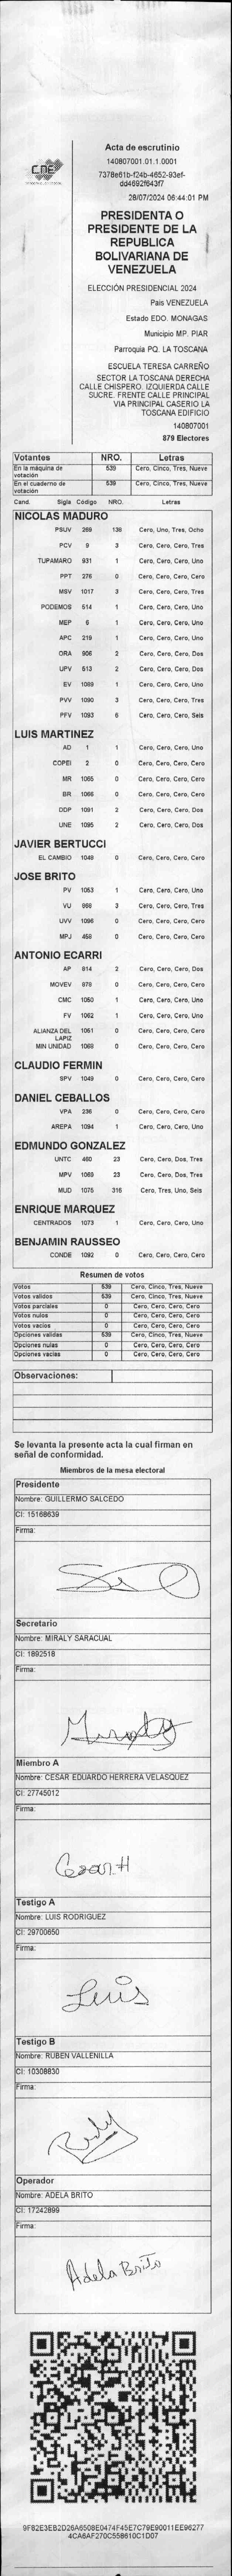 CNE
Acta de escrutinio
140807001.01.1.0001
7378e61b-f24b-4652-93ef-
dd4692f643f7
28/07/2024 06:44:01 PM
PRESIDENTA O
PRESIDENTE DE LA
REPUBLICA
BOLIVARIANA DE
VENEZUELA
ELECCIÓN PRESIDENCIAL 2024
Pais VENEZUELA
Estado EDO. MONAGAS
Municipio MP. PIAR
Parroquia PQ. LA TOSCANA
ESCUELA TERESA CARREÑO
SECTOR LA TOSCANA DERECHA
CALLE CHISPERO. IZQUIERDA CALLE
SUCRE. FRENTE CALLE PRINCIPAL
VIA PRINCIPAL CASERIO LA
TOSCANA EDIFICIO
140807001
879 Electores
Votantes NRO. Letras
En la máquina de votación 539 Cero, Cinco, Tres, Nueve
En el cuaderno de votación 539 Cero, Cinco, Tres, Nueve
Cand. Sigla Código NRO. Letras
NICOLAS MADURO
PSUV 269 138 Cero, Uno, Tres, Ocho
PCV 9 3 Cero, Cero, Cero, Tres
TUPAMARO 931 1 Cero, Cero, Cero, Uno
PPT 276 0 Cero, Cero, Cero, Cero
MSV 1017 3 Cero, Cero, Cero, Tres
PODEMOS 514 1 Cero, Cero, Cero, Uno
MEP 6 1 Cero, Cero, Cero, Uno
APC 219 1 Cero, Cero, Cero, Uno
ORA 906 2 Cero, Cero, Cero, Dos
UPV 513 2 Cero, Cero, Cero, Dos
EV 1089 1 Cero, Cero, Cero, Uno
PVV 1090 3 Cero, Cero, Cero, Tres
PFV 1093 6 Cero, Cero, Cero, Seis
LUIS MARTINEZ
AD 1 1 Cero, Cero, Cero, Uno
COPEI 2 0 Cero, Cero, Cero, Cero
MR 1065 0 Cero, Cero, Cero, Cero
BR 1066 0 Cero, Cero, Cero, Cero
DDP 1091 2 Cero, Cero, Cero, Dos
UNE 1095 2 Cero, Cero, Cero, Dos
JAVIER BERTUCCI
EL CAMBIO 1048 0 Cero, Cero, Cero, Cero
JOSE BRITO
PV 1053 1 Cero, Cero, Cero, Uno
VU 968 3 Cero, Cero, Cero, Tres
UVV 1096 0 Cero, Cero, Cero, Cero
MPJ 458 0 Cero, Cero, Cero, Cero
ANTONIO ECARRI
AP 814 2 Cero, Cero, Cero, Dos
MOVEV 878 0 Cero, Cero, Cero, Cero
CMC 1050 1 Cero, Cero, Cero, Uno
FV 1062 1 Cero, Cero, Cero, Uno
ALIANZA DEL LAPIZ 1051 0 Cero, Cero, Cero, Cero
MIN UNIDAD 1068 0 Cero, Cero, Cero, Cero
CLAUDIO FERMIN
SPV 1049 0 Cero, Cero, Cero, Cero
DANIEL CEBALLOS
VPA 236 0 Cero, Cero, Cero, Cero
AREPA 1094 1 Cero, Cero, Cero, Uno
EDMUNDO GONZALEZ
UNTC 460 23 Cero, Cero, Dos, Tres
MPV 1069 23 Cero, Cero, Dos, Tres
MUD 1075 316 Cero, Tres, Uno, Seis
ENRIQUE MARQUEZ
CENTRADOS 1073 1 Cero, Cero, Cero, Uno
BENJAMIN RAUSSEO
CONDE 1092 0 Cero, Cero, Cero, Cero
Resumen de votos
Votos 539 Cero, Cinco, Tres, Nueve
Votos validos 539 Cero, Cinco, Tres, Nueve
Votos parciales 0 Cero, Cero, Cero, Cero
Votos nulos 0 Cero, Cero, Cero, Cero
Votos vacios 0 Cero, Cero, Cero, Cero
Opciones validas 539 Cero, Cinco, Tres, Nueve
Opciones nulas 0 Cero, Cero, Cero, Cero
Opciones vacias 0 Cero, Cero, Cero, Cero
Observaciones:
Se levanta la presente acta la cual firman en
señal de conformidad.
Miembros de la mesa electoral
Presidente
Nombre: GUILLERMO SALCEDO
CI: 15168639
Firma:
Secretario
Nombre: MIRALY SARACUAL
CI: 1892518
Firma:
Miraly
Miembro A
Nombre: CESAR EDUARDO HERRERA VELASQUEZ
CI: 27745012
Firma:
Cesar H
Testigo A
Nombre: LUIS RODRIGUEZ
CI: 29700650
Firma:
Luis
Testigo B
Nombre: RUBEN VALLENILLA
CI: 10308830
Firma:
Operador
Nombre: ADELA BRITO
CI: 17242899
Firma:
Adela Brito
9FB2E3EB2D26A6508E0474F45E7C79E90011EE96277
4CA6AF270C558610C1D07